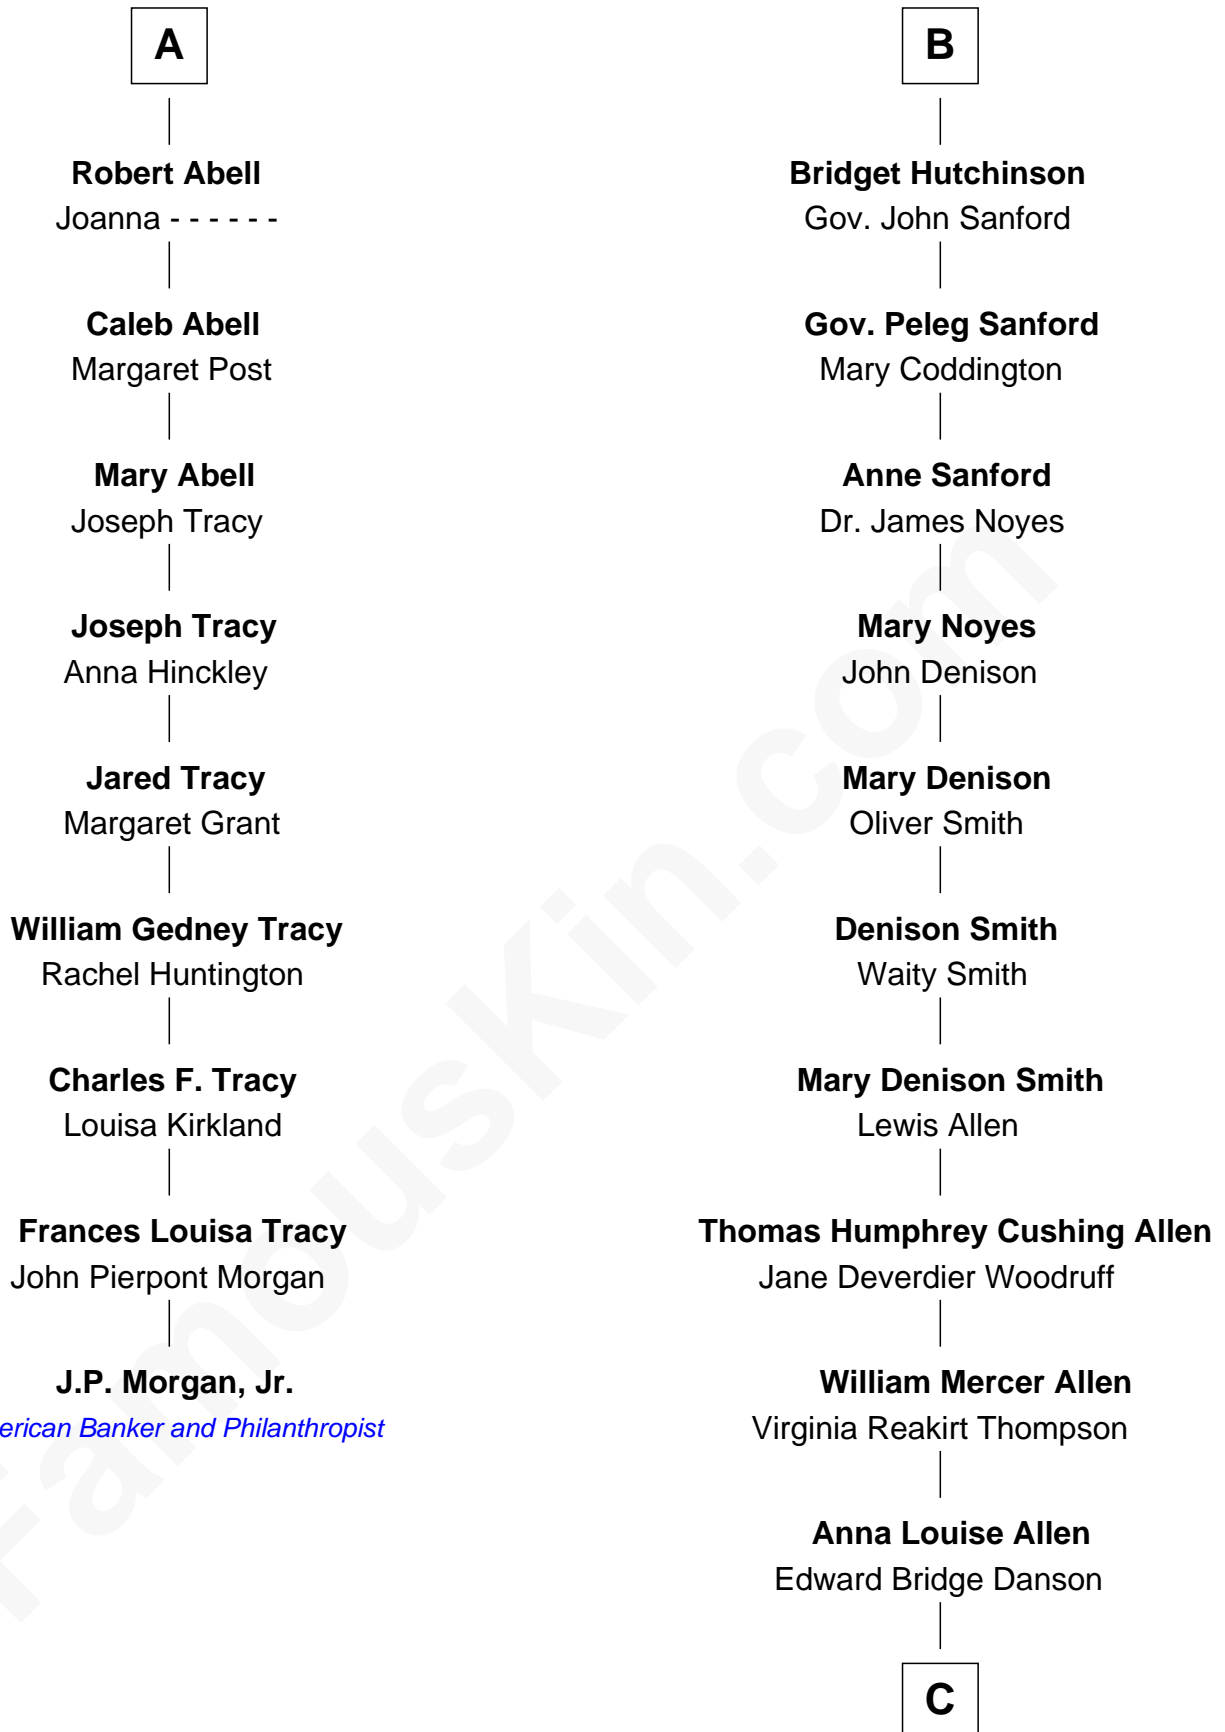 A
Robert Abell
Joanna - - - - - -
Caleb Abell
Margaret Post
Mary Abell
Joseph Tracy
Joseph Tracy
Anna Hinckley
Jared Tracy
Margaret Grant
William Gedney Tracy
Rachel Huntington
Charles F. Tracy
Louisa Kirkland
Frances Louisa Tracy
John Pierpont Morgan
J.P. Morgan, Jr.
erican Banker and Philanthropist
B
Bridget Hutchinson
Gov. John Sanford
Gov. Peleg Sanford
Mary Coddington
Anne Sanford
Dr. James Noyes
Mary Noyes
John Denison
Mary Denison
Oliver Smith
Denison Smith
Waity Smith
Mary Denison Smith
Lewis Allen
Thomas Humphrey Cushing Allen
Jane Deverdier Woodruff
William Mercer Allen
Virginia Reakirt Thompson
Anna Louise Allen
Edward Bridge Danson
C
FamousKin.com